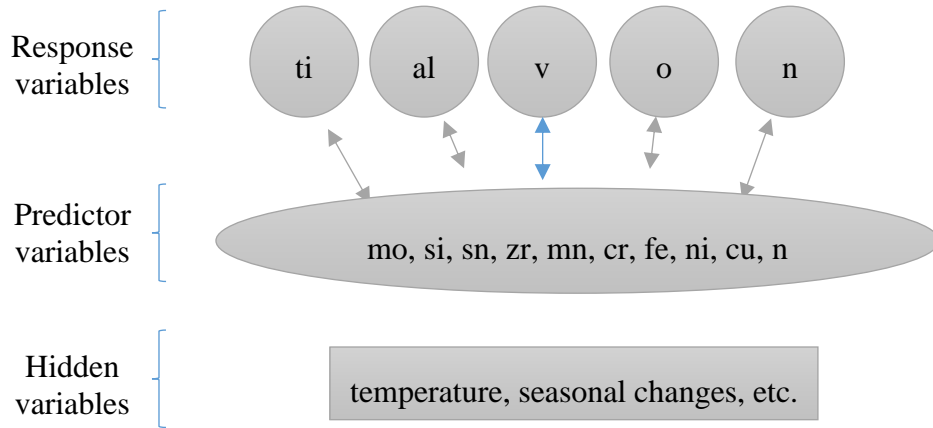 Response
variables
ti al v o n
Predictor
variables
mo, si, sn, zr, mn, cr, fe, ni, cu, n
Hidden
variables
temperature, seasonal changes, etc.